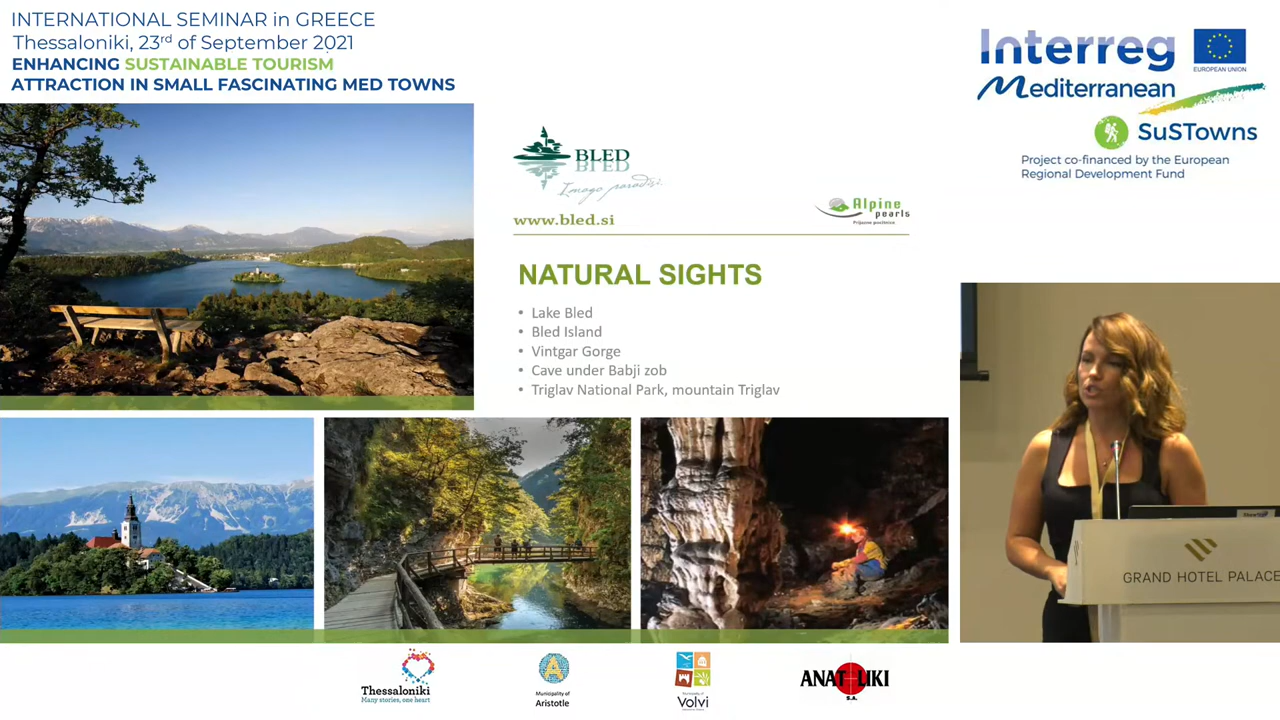 INTERNATIONAL SEMINAR in GREECE
Thessaloniki, 23rd of September 2021
ENHANCING SUSTAINABLE TOURISM
ATTRACTION IN SMALL FASCINATING MED TOWNS
Interreg
EUROPEAN UNION
Mediterranean
SuSTowns
Project co-financed by the European
Regional Development Fund
BLED
Imago paradisi
www.bled.si
Alpine
pearls
Prijazne počitnice
NATURAL SIGHTS
• Lake Bled
• Bled Island
• Vintgar Gorge
• Cave under Babji zob
• Triglav National Park, mountain Triglav
GRAND HOTEL PALACE
Thessaloniki
Many stories, one heart
Municipality of
Aristotle
Volvi
ANATOLIKI
S.A.